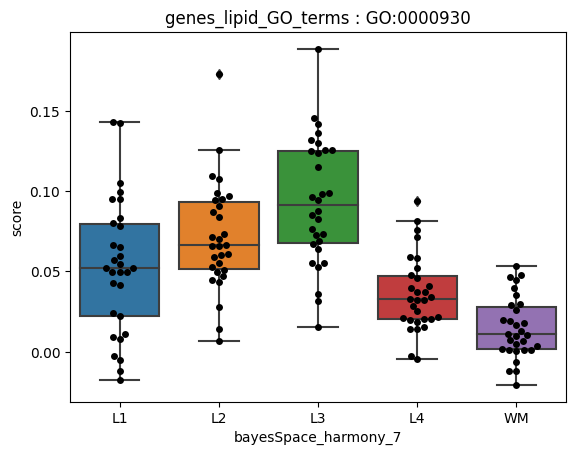 genes_lipid_GO_terms : GO:0000930
score
0.15
0.10
0.05
0.00
L1 L2 L3 L4 WM
bayesSpace_harmony_7